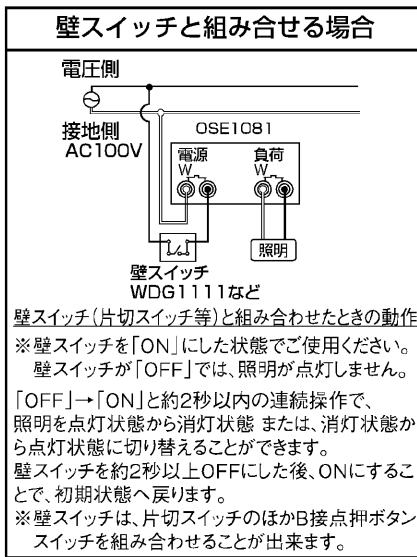 壁スイッチと組み合せる場合
電圧側
接地側
AC100V
OSE1081
電源
W
負荷
W
照明
壁スイッチ
WDG1111など
壁スイッチ(片切スイッチ等)と組み合わせたときの動作
※壁スイッチを「ON」にした状態でご使用ください。
壁スイッチが「OFF」では、照明が点灯しません。
「OFF」→「ON」と約2秒以内の連続操作で、
照明を点灯状態から消灯状態 または、消灯状態か
ら点灯状態に切り替えることができます。
壁スイッチを約2秒以上OFFにした後、ONにするこ
とで、初期状態へ戻ります。
※壁スイッチは、片切スイッチのほかB接点押ボタン
スイッチを組み合わせることが出来ます。